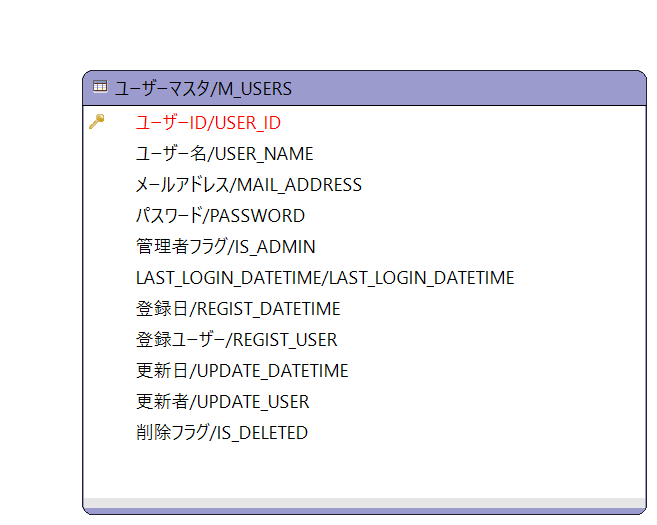 ユーザーマスタ/M_USERS
ユーザーID/USER_ID
ユーザー名/USER_NAME
メールアドレス/MAIL_ADDRESS
パスワード/PASSWORD
管理者フラグ/IS_ADMIN
LAST_LOGIN_DATETIME/LAST_LOGIN_DATETIME
登録日/REGIST_DATETIME
登録ユーザー/REGIST_USER
更新日/UPDATE_DATETIME
更新者/UPDATE_USER
削除フラグ/IS_DELETED